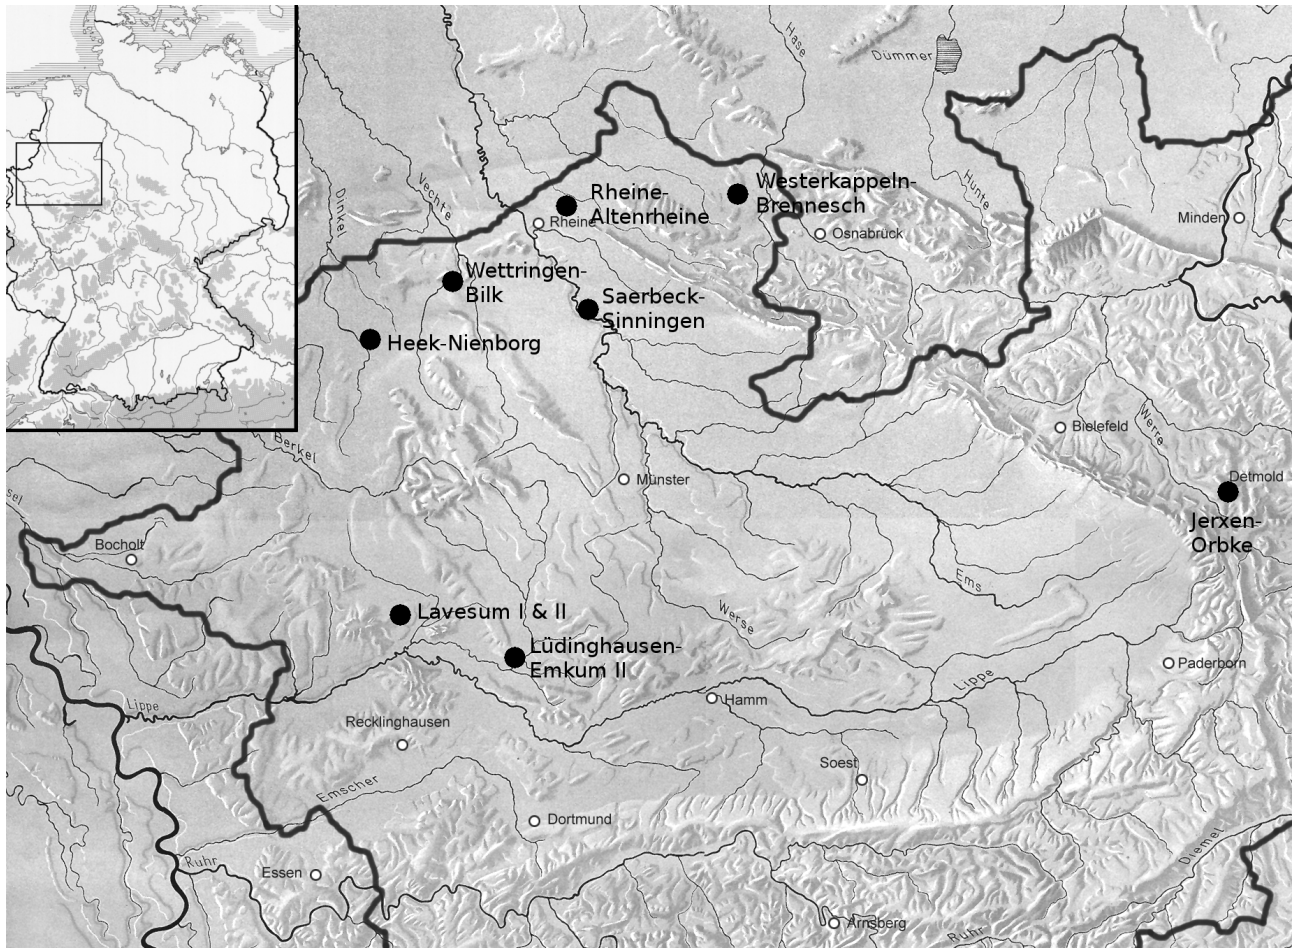 Hase
Dümmer
Dinkel
Vechte
Hunte
Rheine-
Altenrheine
Westerkappeln-
Brennesch
Rheine
Osnabrück
Minden
Wettringen-
Bilk
Saerbeck-
Sinningen
Heek-Nienborg
Berkel
Bielefeld
Werre
Münster
Detmold
Jerxen-
Orbke
Bocholt
Ems
Lavesum I & II
Werse
Lüdinghausen-
Emkum II
Paderborn
Lippe
Lippe
Hamm
Recklinghausen
Soest
Emscher
Dortmund
Diemel
Ruhr
Essen
Arnsberg
Ruhr